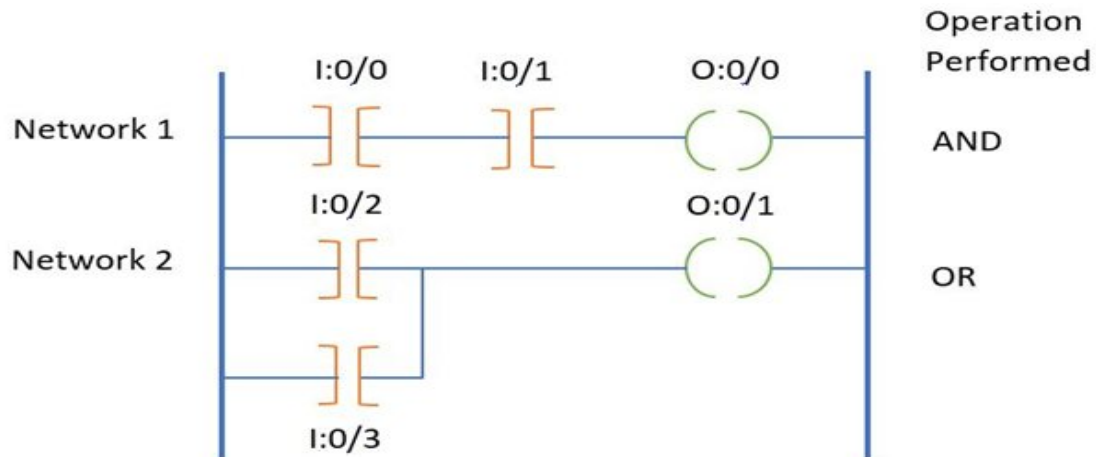 Operation
Performed
I:0/0 I:0/1 O:0/0
Network 1 AND
I:0/2 O:0/1
Network 2 OR
I:0/3